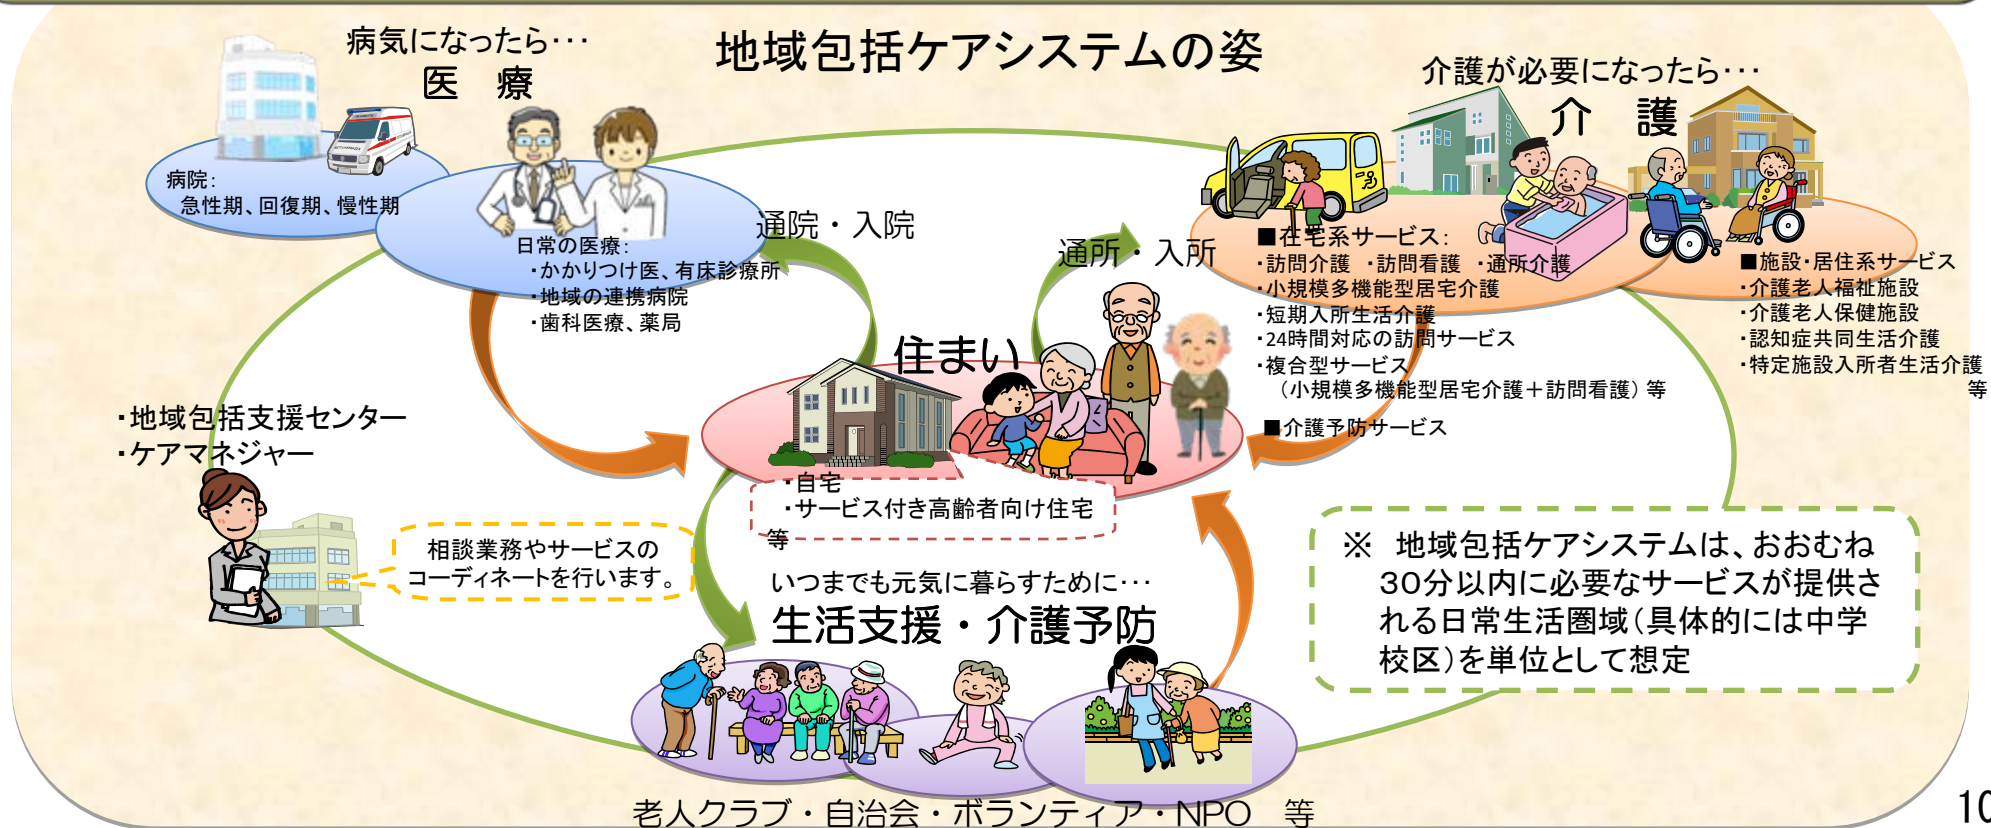 地域包括ケアシステムの姿
病気になったら･･･
医 療
病院：
急性期、回復期、慢性期
日常の医療：
・かかりつけ医、有床診療所
・地域の連携病院
・歯科医療、薬局
通院・入院
通所・入所
介護が必要になったら･･･
介 護
■在宅系サービス：
・訪問介護 ・訪問看護 ・通所介護
・小規模多機能型居宅介護
・短期入所生活介護
・24時間対応の訪問サービス
・複合型サービス
（小規模多機能型居宅介護＋訪問看護）等
■介護予防サービス
■施設・居住系サービス
・介護老人福祉施設
・介護老人保健施設
・認知症共同生活介護
・特定施設入所者生活介護
等
住まい
・自宅
・サービス付き高齢者向け住宅
等
・地域包括支援センター
・ケアマネジャー
相談業務やサービスの
コーディネートを行います。
いつまでも元気に暮らすために･･･
生活支援・介護予防
※ 地域包括ケアシステムは、おおむね
３０分以内に必要なサービスが提供さ
れる日常生活圏域（具体的には中学
校区）を単位として想定
老人クラブ・自治会・ボランティア・NPO 等
10